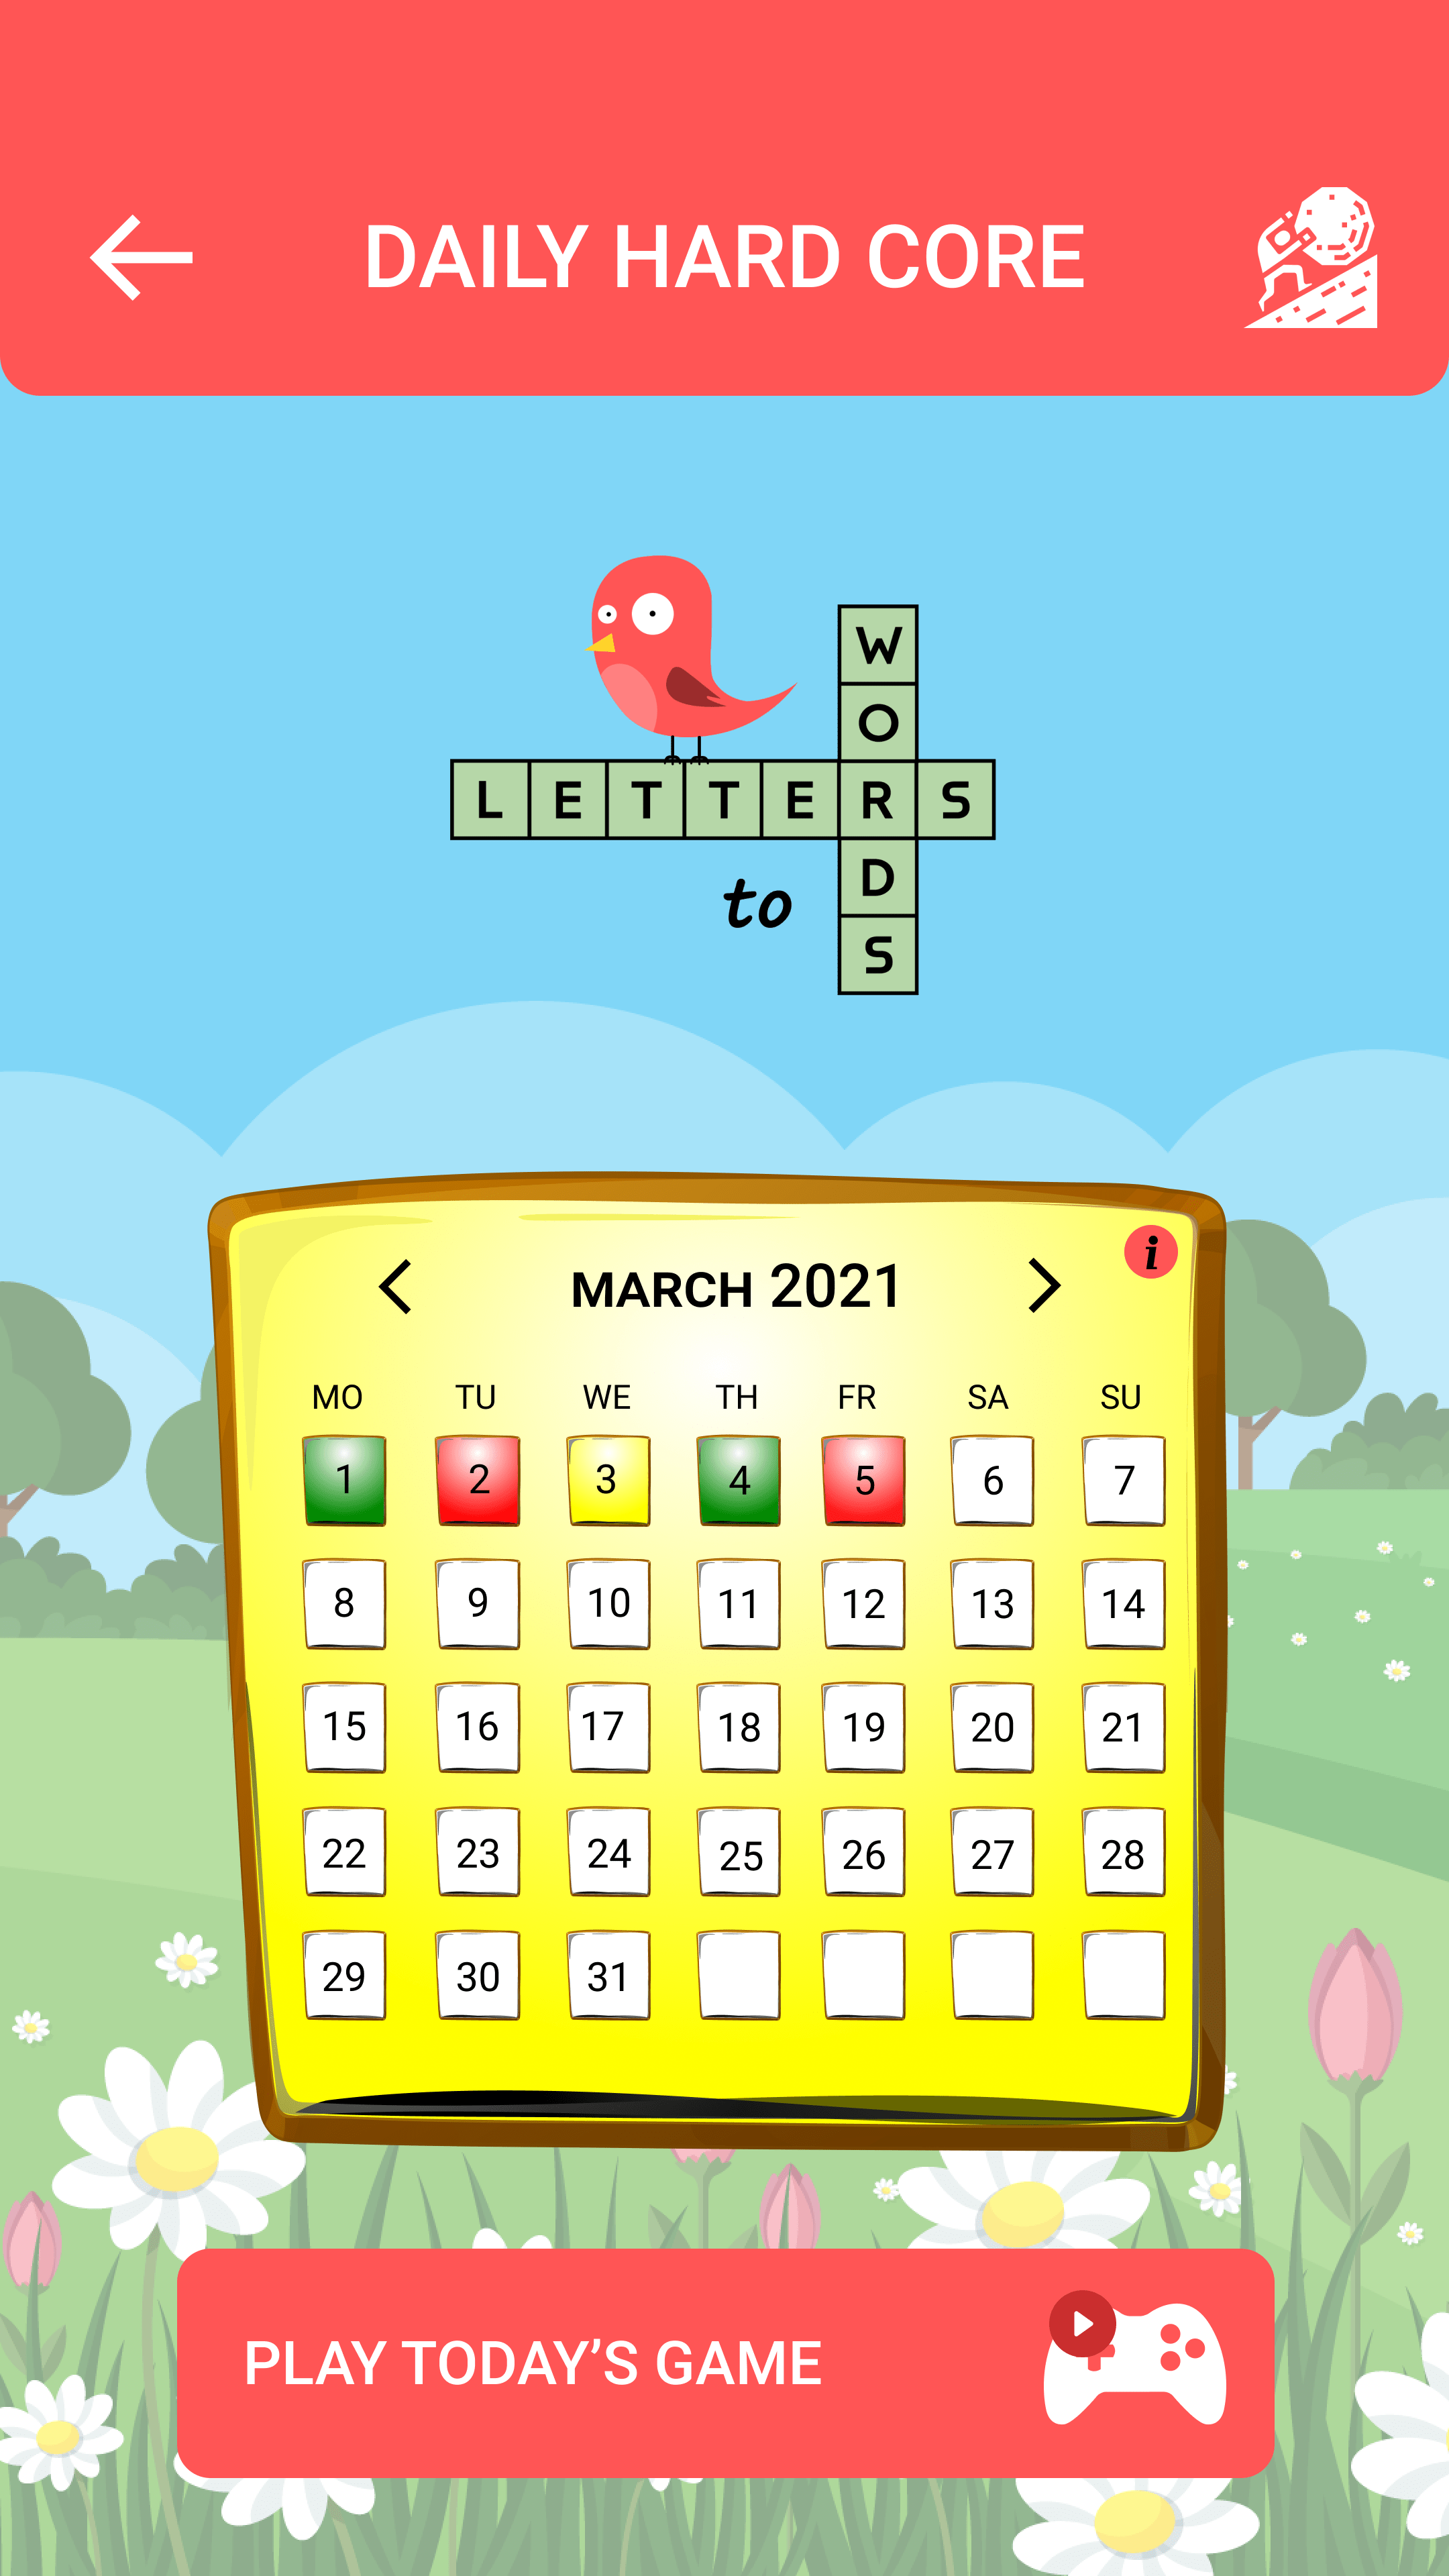 DAILY HARD CORE
WORDS
LETTERS
to
MARCH 2021
i
MO TU WE TH FR SA SU
1 2 3 4 5 6 7
8 9 10 11 12 13 14
15 16 17 18 19 20 21
22 23 24 25 26 27 28
29 30 31
PLAY TODAY’S GAME